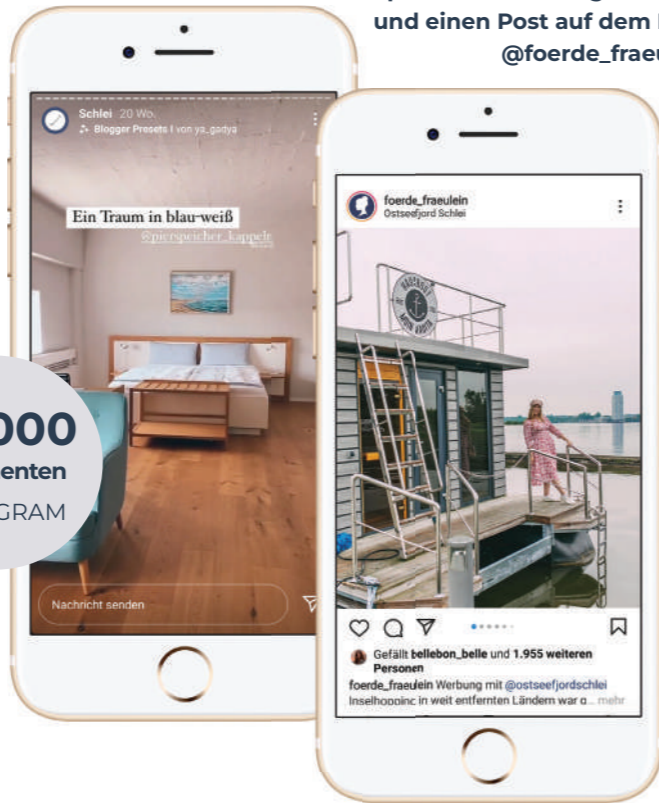 und einen Post auf dem
@foerde_frae
Schlei 20 Wo.
Blogger Presets I von ya_gadya
Ein Traum in blau-weiß
@pierspeicher_kappeln
000
enten
GRAM
Nachricht senden
foerde_fraeulein
Ostseefjord Schlei
HAUSBOOT
Gefällt bellebon_belle und 1.955 weiteren
Personen
foerde_fraeulein Werbung mit @ostseefjordschlei
Inselhopping in weit entfernten Ländern war g... mehr